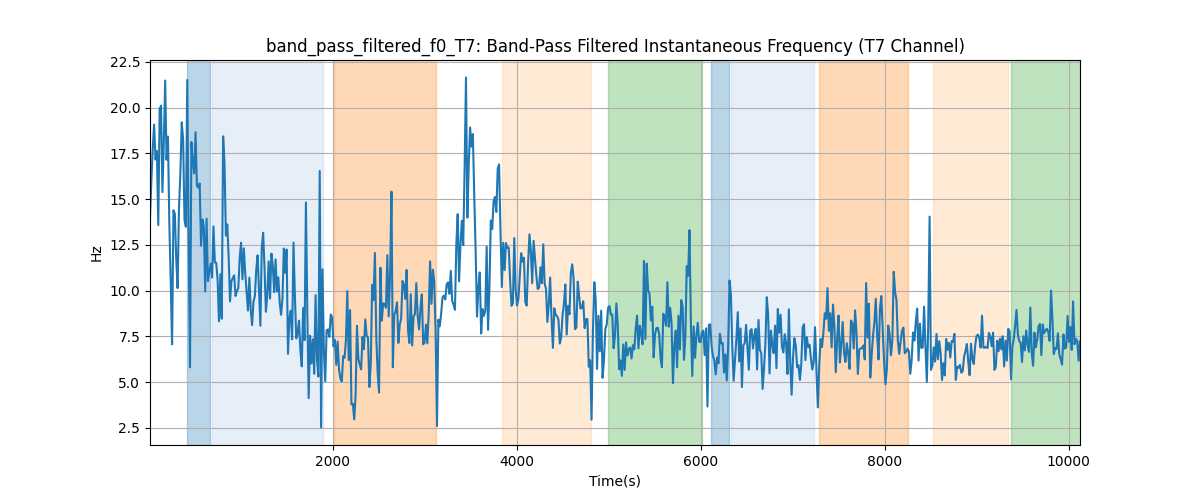 band_pass_filtered_f0_T7: Band-Pass Filtered Instantaneous Frequency (T7 Channel)
22.5
20.0
17.5
15.0
12.5
10.0
7.5
5.0
2.5
Hz
2000 4000 6000 8000 10000
Time(s)